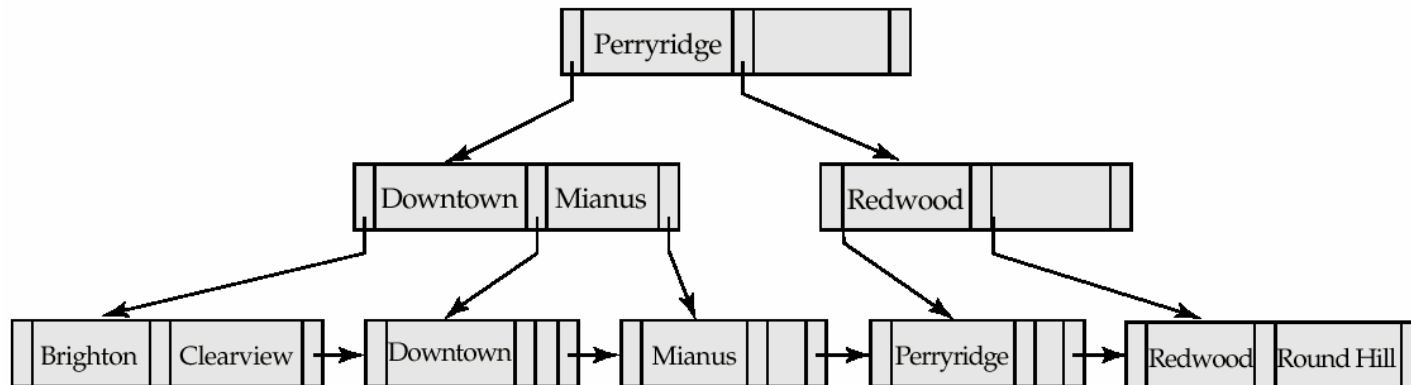 Perryridge
Downtown Mianus
Redwood
Brighton Clearview
Downtown
Mianus
Perryridge
Redwood Round Hill